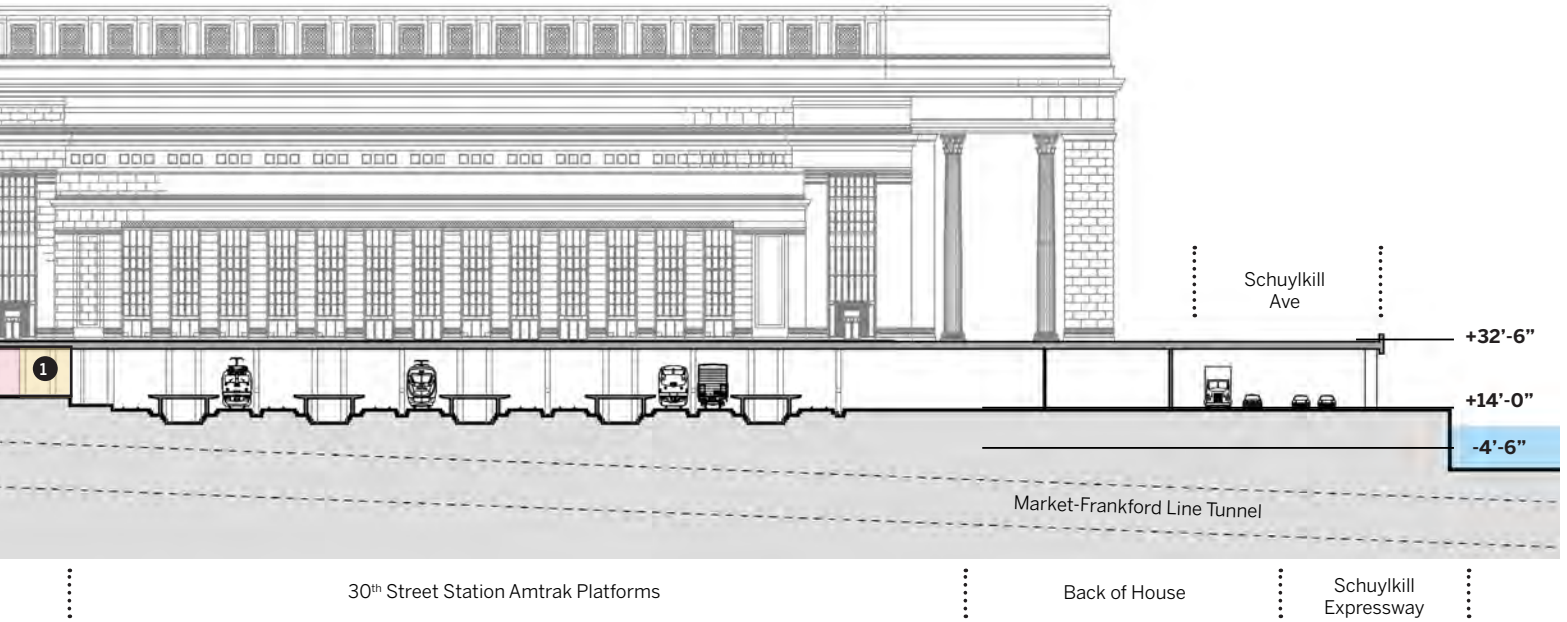 Schuylkill
Ave
+32’-6”
1
+14’-0”
-4’-6”
Market-Frankford Line Tunnel
30th Street Station Amtrak Platforms
Back of House
Schuylkill
Expressway